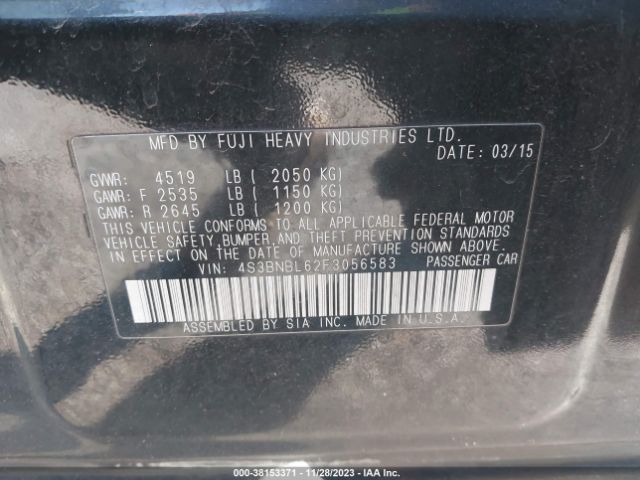 MFD BY FUJI HEAVY INDUSTRIES LTD.
DATE: 03/15
GVWR: 4519 LB ( 2050 KG)
GAWR: F 2535 LB ( 1150 KG)
GAWR: R 2645 LB ( 1200 KG)
THIS VEHICLE CONFORMS TO ALL APPLICABLE FEDERAL MOTOR
VEHICLE SAFETY, BUMPER, AND THEFT PREVENTION STANDARDS
IN EFFECT ON THE DATE OF MANUFACTURE SHOWN ABOVE.
VIN: 4S3BNBL62F3056583 PASSENGER CAR
ASSEMBLED BY SIA INC. MADE IN U.S.A.
000-38153371 - 11/28/2023 - IAA Inc.